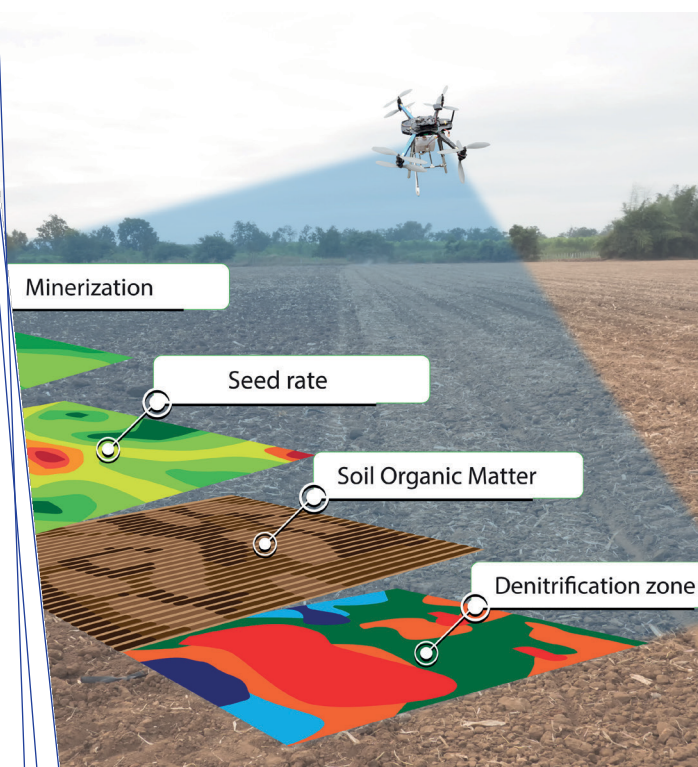 Minerization
Seed rate
Soil Organic Matter
Denitrification zone